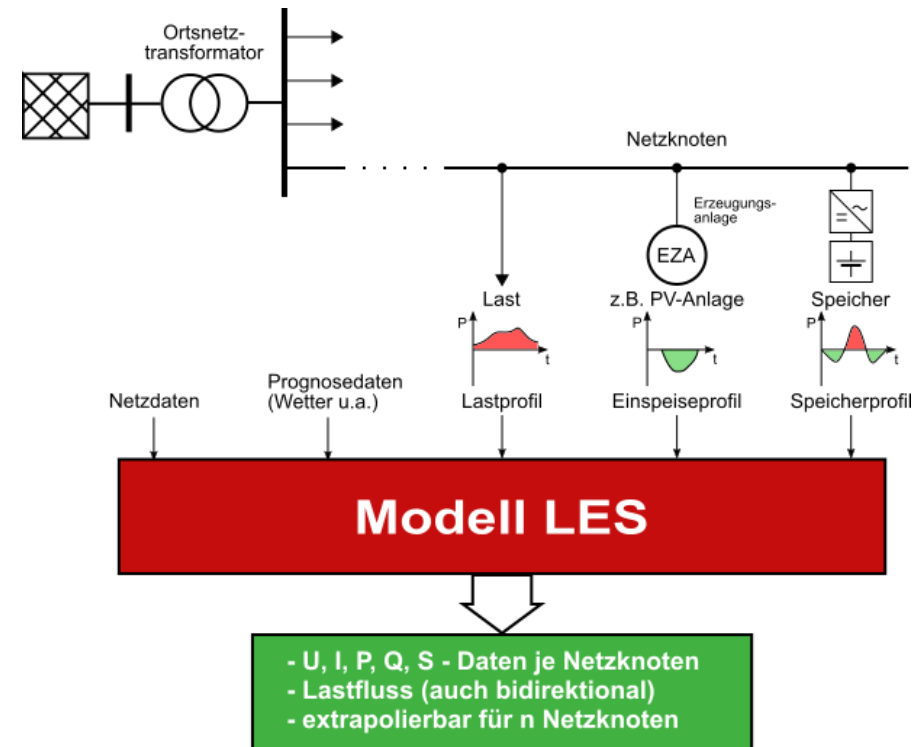 Ortsnetz-
transformator
Netzknoten
Erzeugungs-
anlage
EZA
Last
z.B. PV-Anlage
Speicher
P
t
P
t
P
t
Netzdaten
Prognosedaten
(Wetter u.a.)
Lastprofil
Einspeiseprofil
Speicherprofil
Modell LES
- U, I, P, Q, S - Daten je Netzknoten
- Lastfluss (auch bidirektional)
- extrapolierbar für n Netzknoten